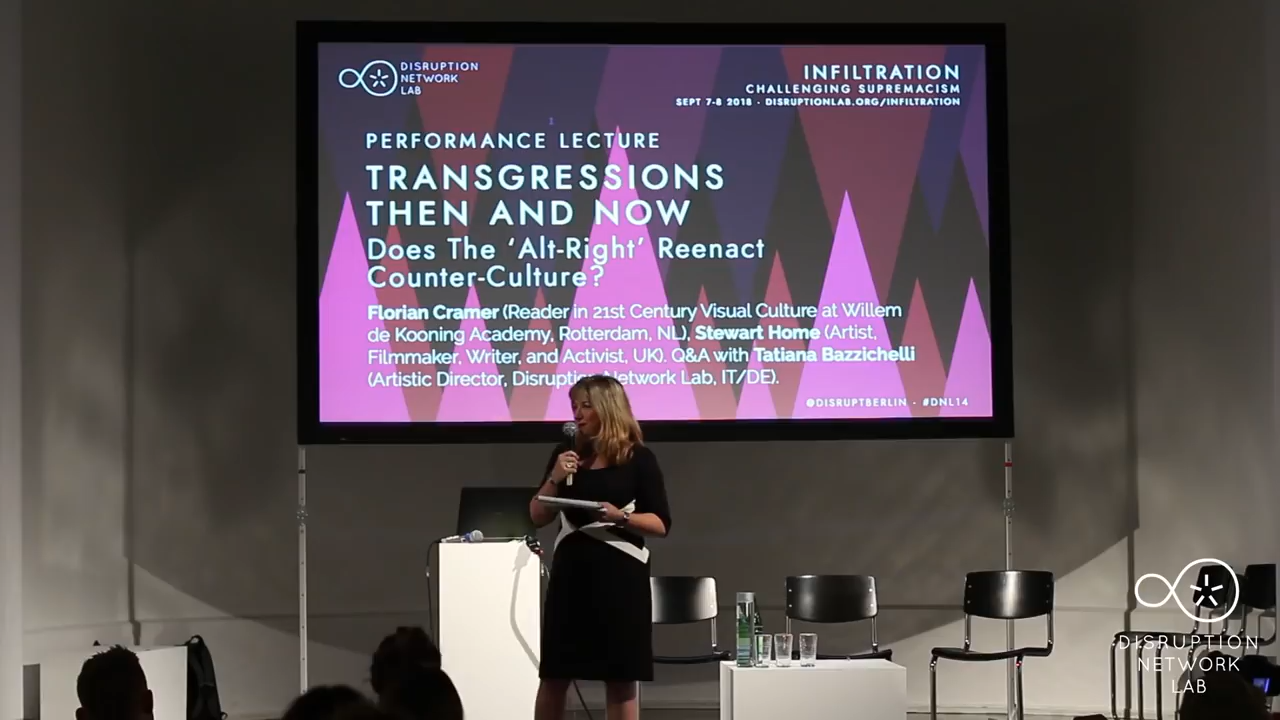 DISRUPTION
NETWORK
LAB
INFILTRATION
CHALLENGING SUPREMACISM
SEPT 7-8 2018 · DISRUPTIONLAB.ORG/INFILTRATION
PERFORMANCE LECTURE
TRANSGRESSIONS
THEN AND NOW
Does The ‘Alt-Right’ Reenact
Counter-Culture?
Florian Cramer (Reader in 21st Century Visual Culture at Willem
de Kooning Academy, Rotterdam, NL), Stewart Home (Artist,
Filmmaker, Writer, and Activist, UK). Q&A with Tatiana Bazzichelli
(Artistic Director, Disruption Network Lab, IT/DE).
@DISRUPTBERLIN · #DNL14
DISRUPTION
NETWORK
LAB